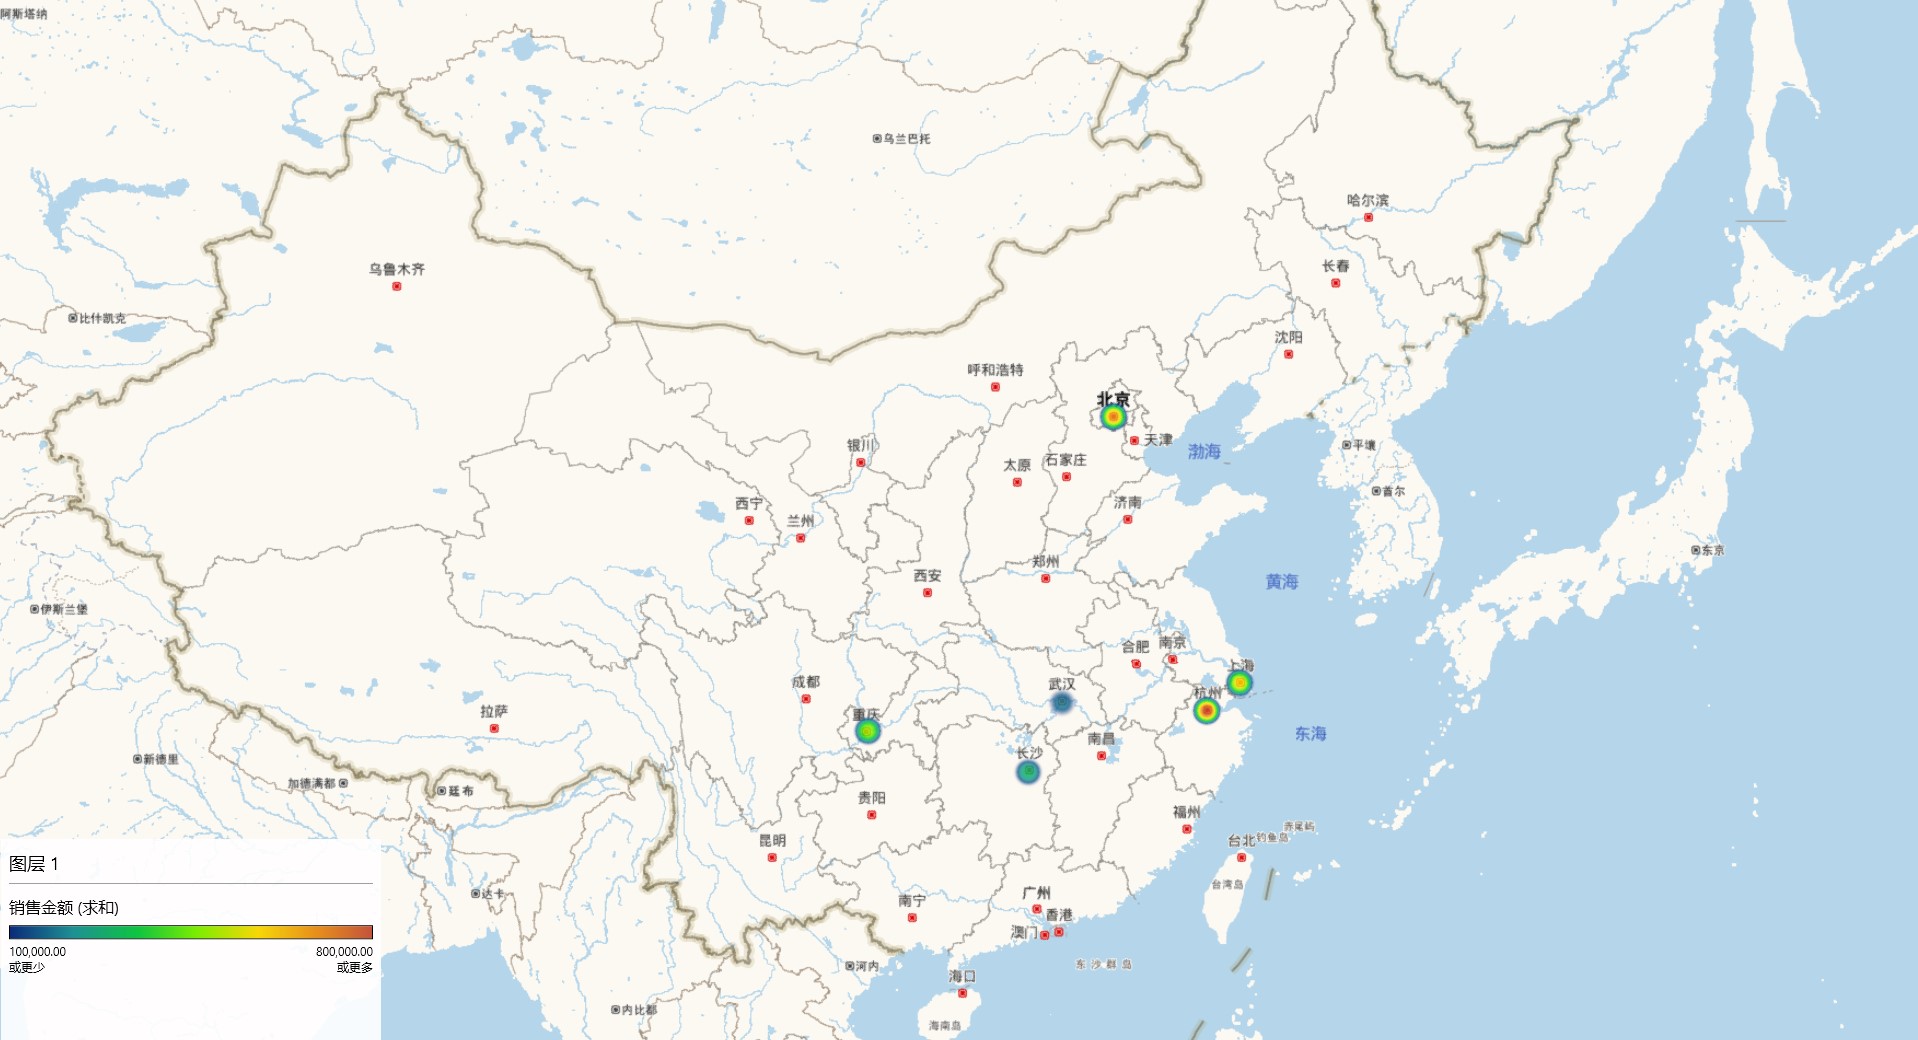 阿斯塔纳
乌兰巴托
哈尔滨
乌鲁木齐
长春
比什凯克
沈阳
呼和浩特
北京
天津
银川
平壤
渤海
太原
石家庄
首尔
西宁
济南
兰州
东京
郑州
西安
黄海
伊斯兰堡
合肥
南京
上海
成都
武汉
杭州
拉萨
重庆
东海
南昌
长沙
新德里
加德满都
廷布
贵阳
福州
赤尾屿
钓鱼岛
台北
昆明
台湾岛
达卡
广州
南宁
香港
澳门
东沙群岛
河内
海口
内比都
海南岛
图层 1
销售金额 (求和)
100,000.00
或更少
800,000.00
或更多